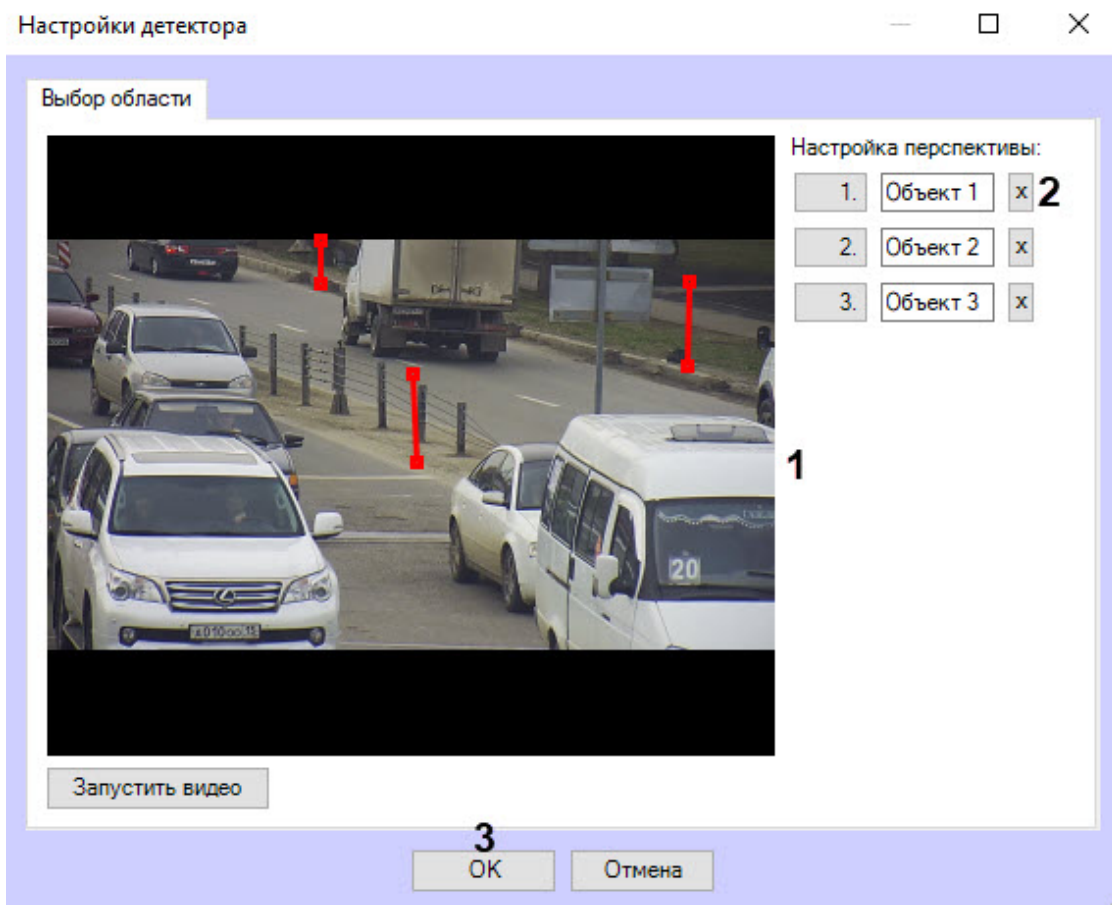 Настройки детектора
Выбор области
Настройка перспективы:
1. Объект 1 x 2
2. Объект 2 x
3. Объект 3 x
1
20
Запустить видео
3
OK Отмена